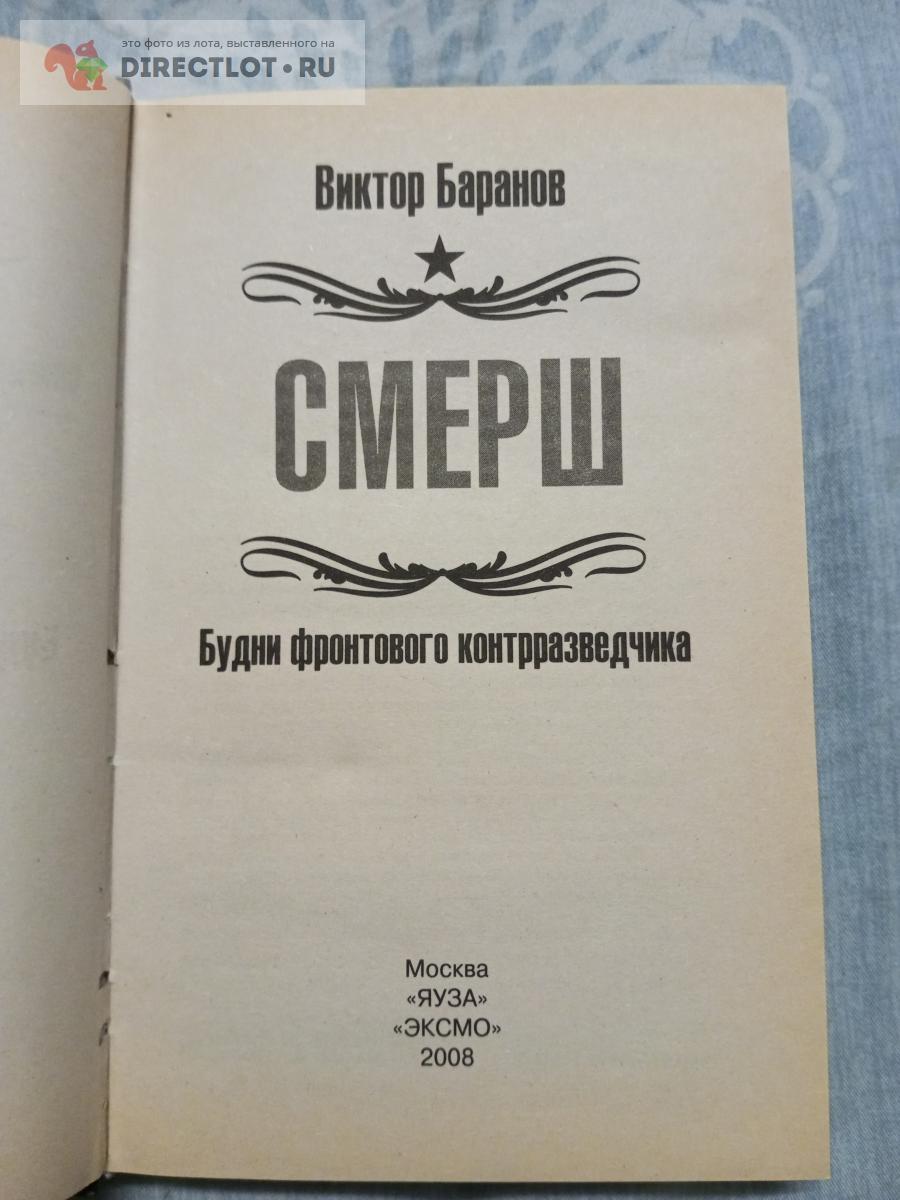 это фото из лота, выставленного на
DIRECTLOT.RU
Виктор Баранов
СМЕРШ
Будни фронтового контрразведчика
Москва
«ЯУЗА»
«ЭКСМО»
2008